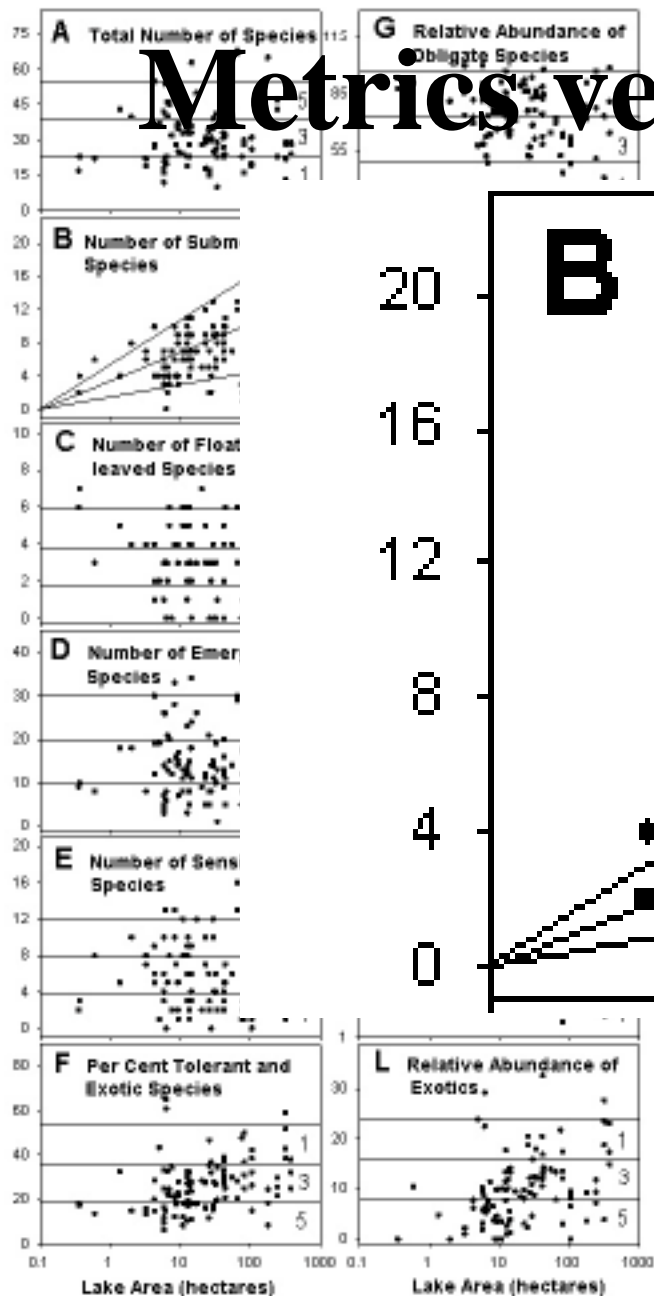 Metrics ve
A Total Number of Species
75
60
45
30
15
0
5
3
1
G Relative Abundance of
Obligate Species
115
85
55
3
B Number of Subm
Species
20
16
12
8
4
0
B
20
16
12
8
4
0
C Number of Float
leaved Species
10
8
6
4
2
0
D Number of Emer
Species
40
30
20
10
0
E Number of Sens
Species
20
16
12
8
4
0
1
F Per Cent Tolerant and
Exotic Species
80
60
40
20
0
1
3
5
0.1 1 10 100 1000
Lake Area (hectares)
L Relative Abundance of
Exotics
30
20
10
0
1
3
5
0.1 1 10 100 1000
Lake Area (hectares)